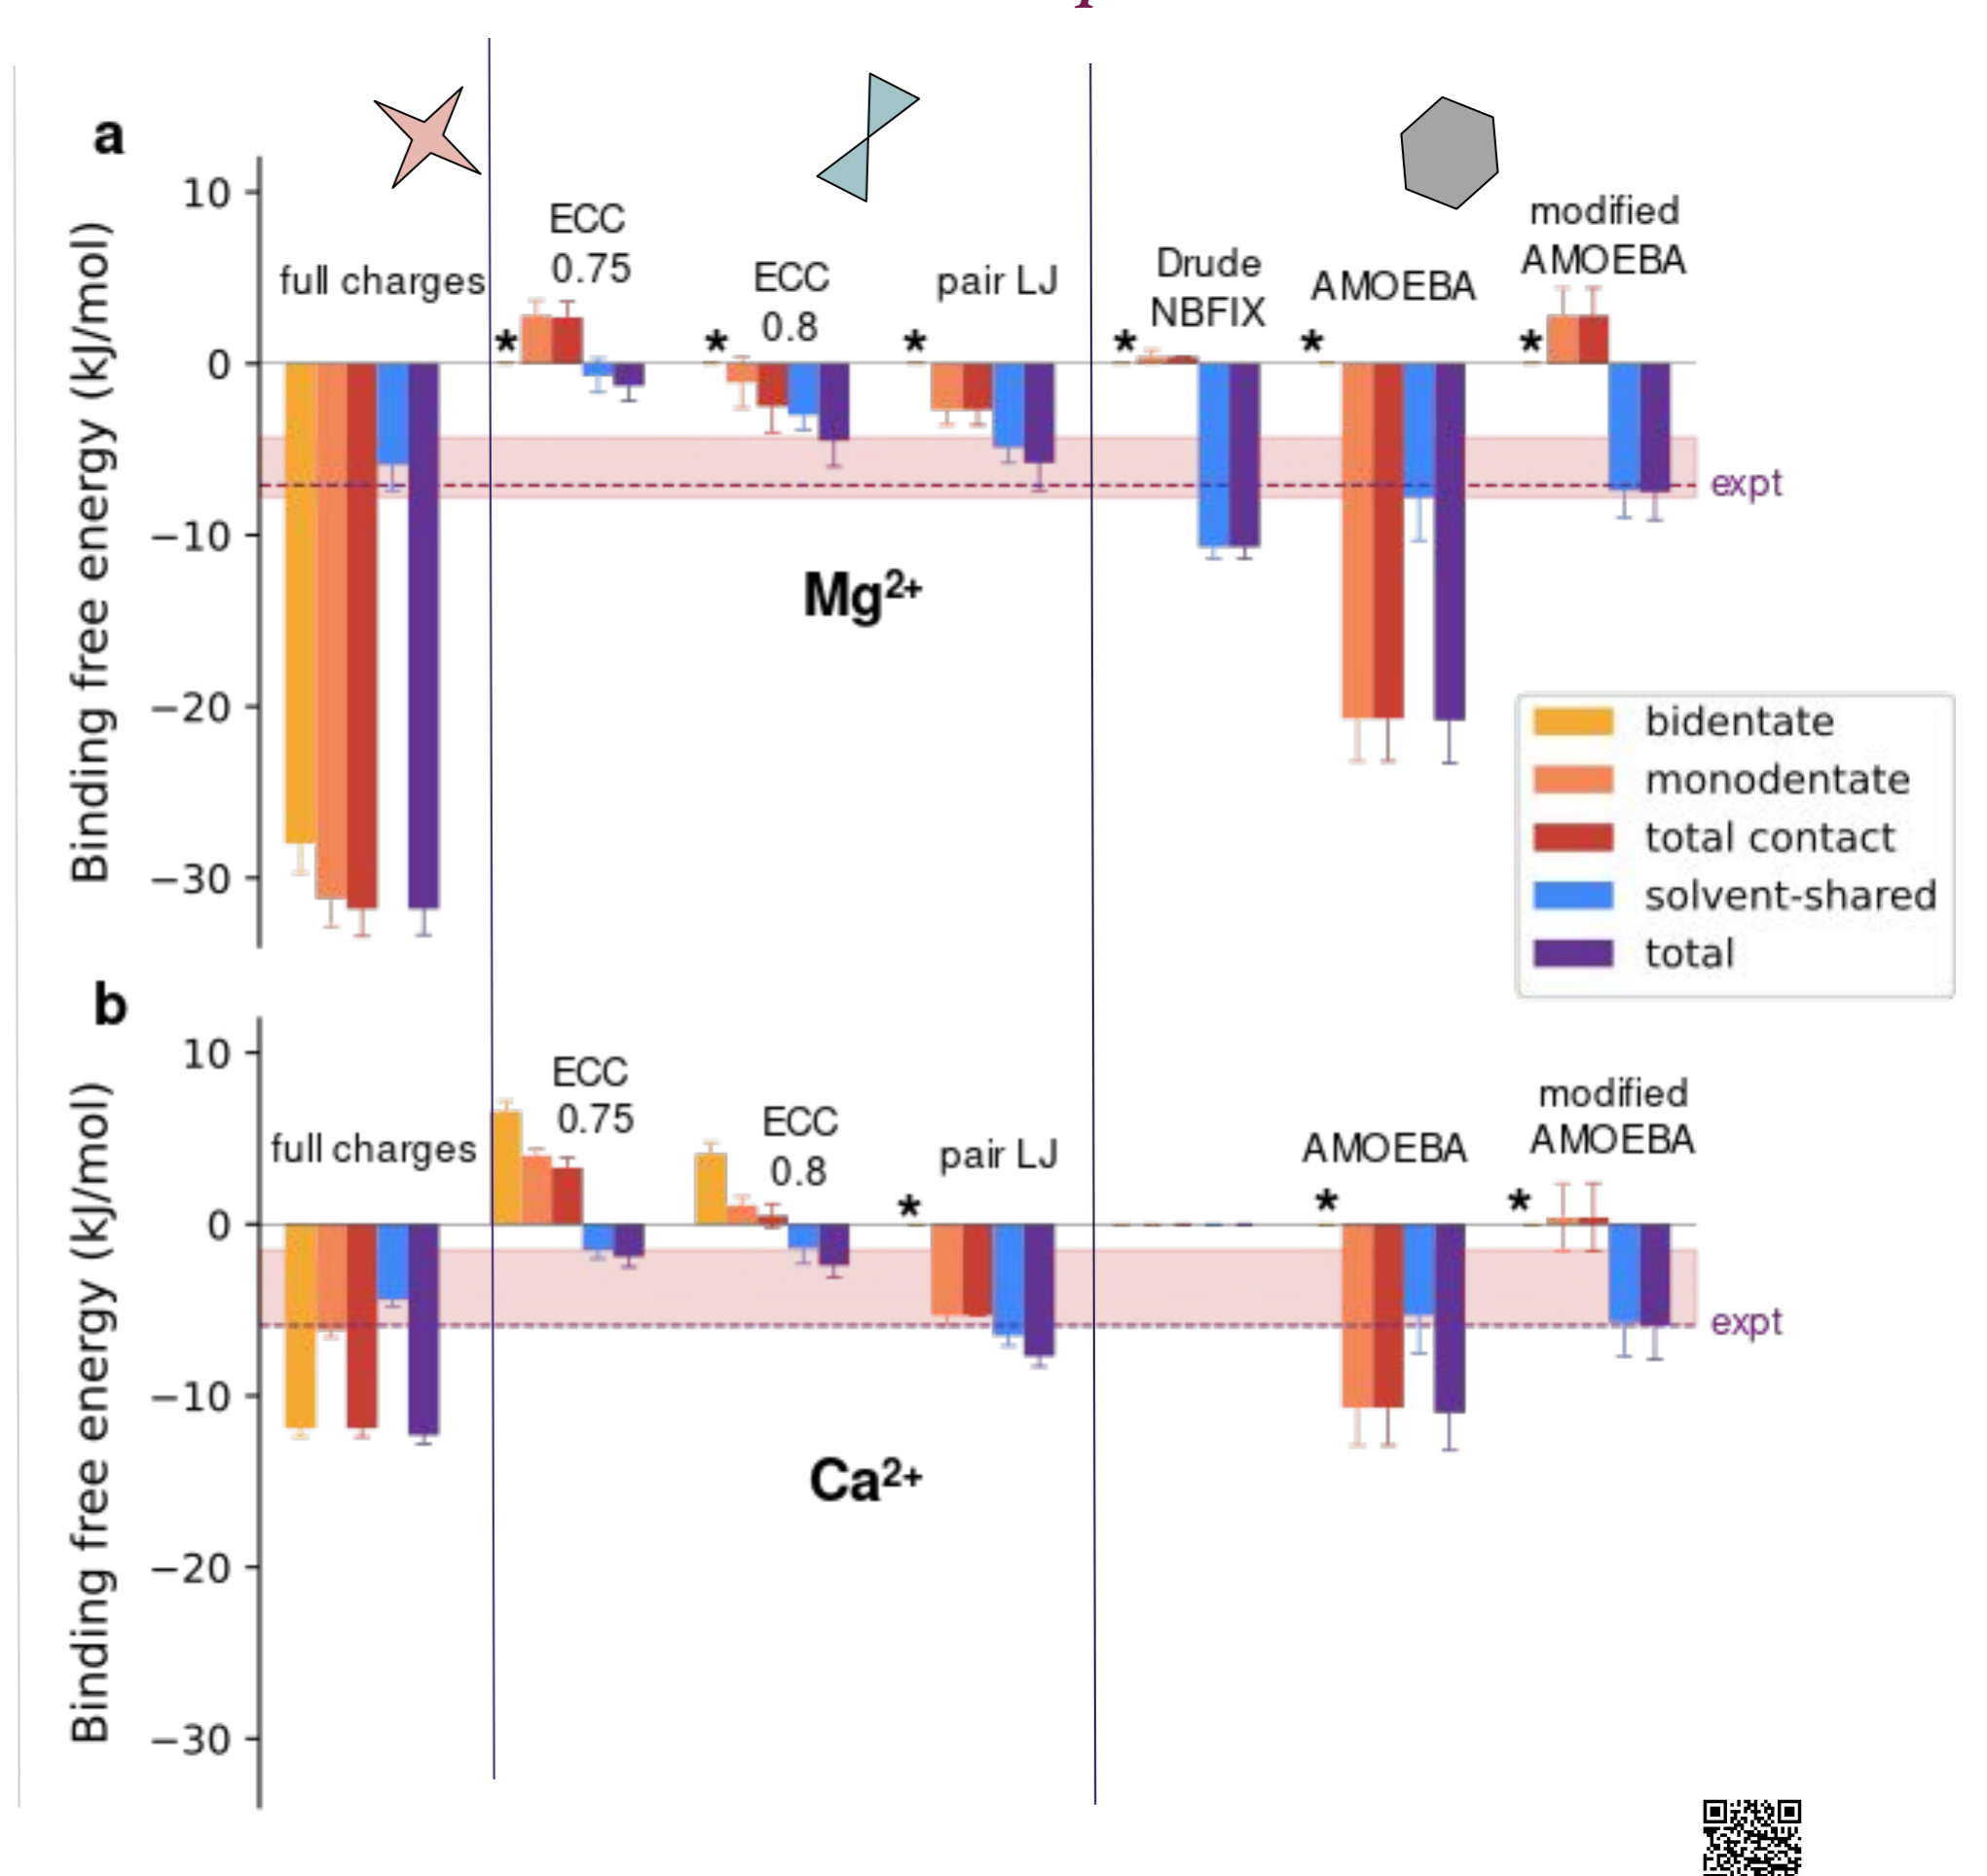 a
Binding free energy (kJ/mol)
10
0
−10
−20
−30
full charges
ECC
0.75
ECC
0.8
pair LJ
Drude
NBFIX
AMOEBA
modified
AMOEBA
*
*
*
*
*
*
expt
Mg²⁺
bidentate
monodentate
total contact
solvent-shared
total
b
Binding free energy (kJ/mol)
10
0
−10
−20
−30
full charges
ECC
0.75
ECC
0.8
pair LJ
AMOEBA
modified
AMOEBA
*
*
*
expt
Ca²⁺